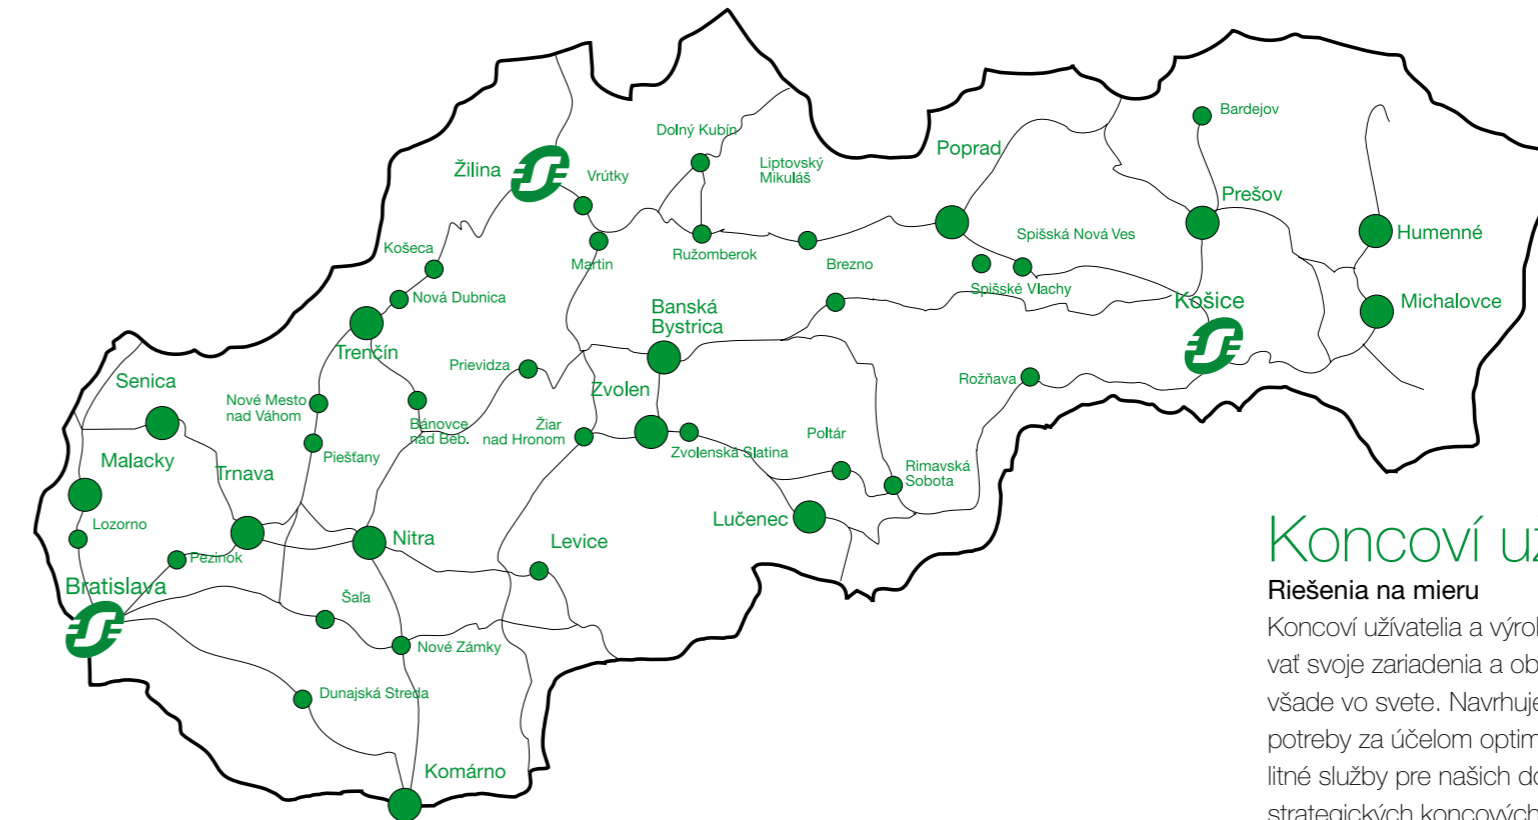 Bardejov
Dolný Kubín
Poprad
Žilina
Vrútky
Liptovský
Mikuláš
Prešov
Košeca
Spišská Nová Ves
Humenné
Martin
Ružomberok
Brezno
Nová Dubnica
Spišské Vlachy
Banská
Bystrica
Košice
Michalovce
Trenčín
Prievidza
Senica
Zvolen
Rožňava
Nové Mesto
nad Váhom
Bánovce
nad Beb.
Žiar
nad Hronom
Poltár
Malacky
Piešťany
Zvolenská Slatina
Trnava
Rimavská
Sobota
Lozorno
Lučenec
Nitra
Levice
Pezinok
Bratislava
Šaľa
Nové Zámky
Dunajská Streda
Komárno
Koncoví
Riešenia na mieru
Koncoví užívatelia a
vať svoje zariadenia a
všade vo svete.
potreby za účelom
litné služby pre našich
strategických koncových